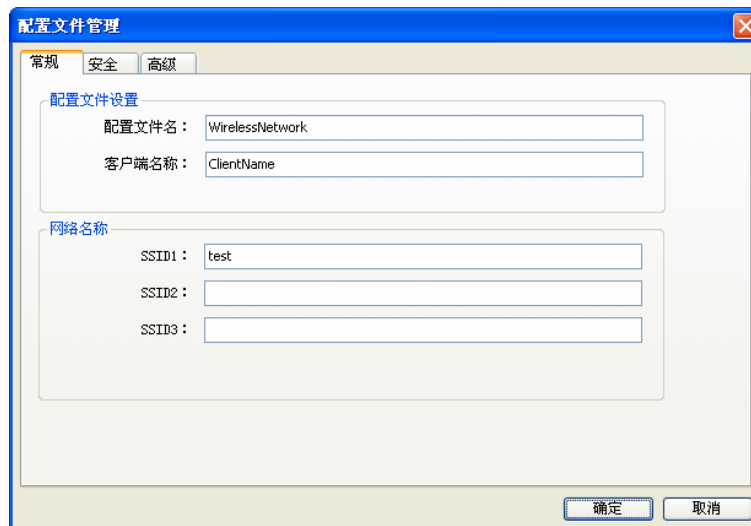 配置文件管理
常规 安全 高级
配置文件设置
配置文件名： WirelessNetwork
客户端名称： ClientName
网络名称
SSID1： test
SSID2：
SSID3：
确定 取消